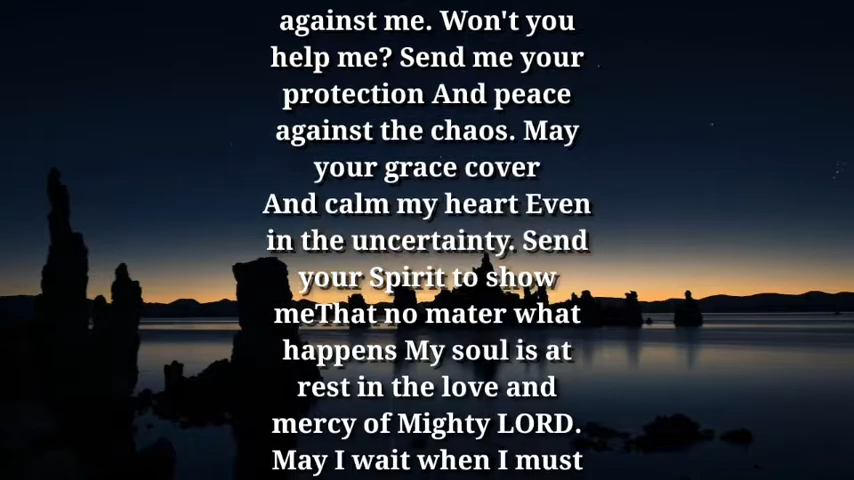 against me. Won't you
help me? Send me your
protection And peace
against the chaos. May
your grace cover
And calm my heart Even
in the uncertainty. Send
your Spirit to show
meThat no mater what
happens My soul is at
rest in the love and
mercy of Mighty LORD.
May I wait when I must